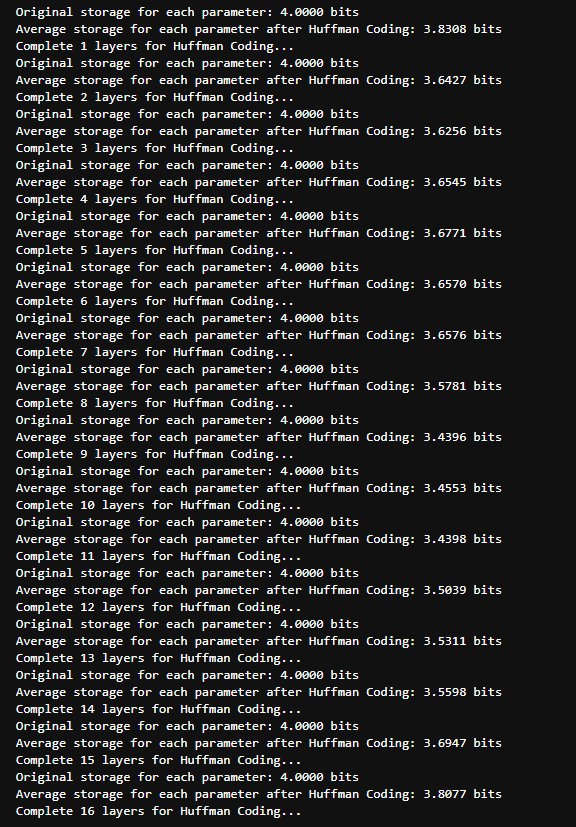 Original storage for each parameter: 4.0000 bits
Average storage for each parameter after Huffman Coding: 3.8308 bits
Complete 1 layers for Huffman Coding...
Original storage for each parameter: 4.0000 bits
Average storage for each parameter after Huffman Coding: 3.6427 bits
Complete 2 layers for Huffman Coding...
Original storage for each parameter: 4.0000 bits
Average storage for each parameter after Huffman Coding: 3.6256 bits
Complete 3 layers for Huffman Coding...
Original storage for each parameter: 4.0000 bits
Average storage for each parameter after Huffman Coding: 3.6545 bits
Complete 4 layers for Huffman Coding...
Original storage for each parameter: 4.0000 bits
Average storage for each parameter after Huffman Coding: 3.6771 bits
Complete 5 layers for Huffman Coding...
Original storage for each parameter: 4.0000 bits
Average storage for each parameter after Huffman Coding: 3.6570 bits
Complete 6 layers for Huffman Coding...
Original storage for each parameter: 4.0000 bits
Average storage for each parameter after Huffman Coding: 3.6576 bits
Complete 7 layers for Huffman Coding...
Original storage for each parameter: 4.0000 bits
Average storage for each parameter after Huffman Coding: 3.5781 bits
Complete 8 layers for Huffman Coding...
Original storage for each parameter: 4.0000 bits
Average storage for each parameter after Huffman Coding: 3.4396 bits
Complete 9 layers for Huffman Coding...
Original storage for each parameter: 4.0000 bits
Average storage for each parameter after Huffman Coding: 3.4553 bits
Complete 10 layers for Huffman Coding...
Original storage for each parameter: 4.0000 bits
Average storage for each parameter after Huffman Coding: 3.4398 bits
Complete 11 layers for Huffman Coding...
Original storage for each parameter: 4.0000 bits
Average storage for each parameter after Huffman Coding: 3.5039 bits
Complete 12 layers for Huffman Coding...
Original storage for each parameter: 4.0000 bits
Average storage for each parameter after Huffman Coding: 3.5311 bits
Complete 13 layers for Huffman Coding...
Original storage for each parameter: 4.0000 bits
Average storage for each parameter after Huffman Coding: 3.5598 bits
Complete 14 layers for Huffman Coding...
Original storage for each parameter: 4.0000 bits
Average storage for each parameter after Huffman Coding: 3.6947 bits
Complete 15 layers for Huffman Coding...
Original storage for each parameter: 4.0000 bits
Average storage for each parameter after Huffman Coding: 3.8077 bits
Complete 16 layers for Huffman Coding...